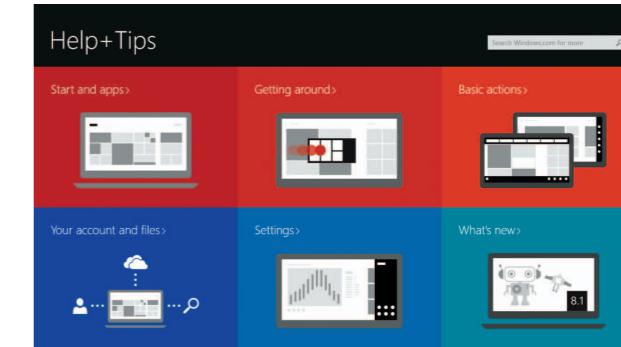 Help+Tips
Search Windows.com for more
Start and apps>
Getting around>
Basic actions>
Your account and files>
Settings>
What's new>
8.1